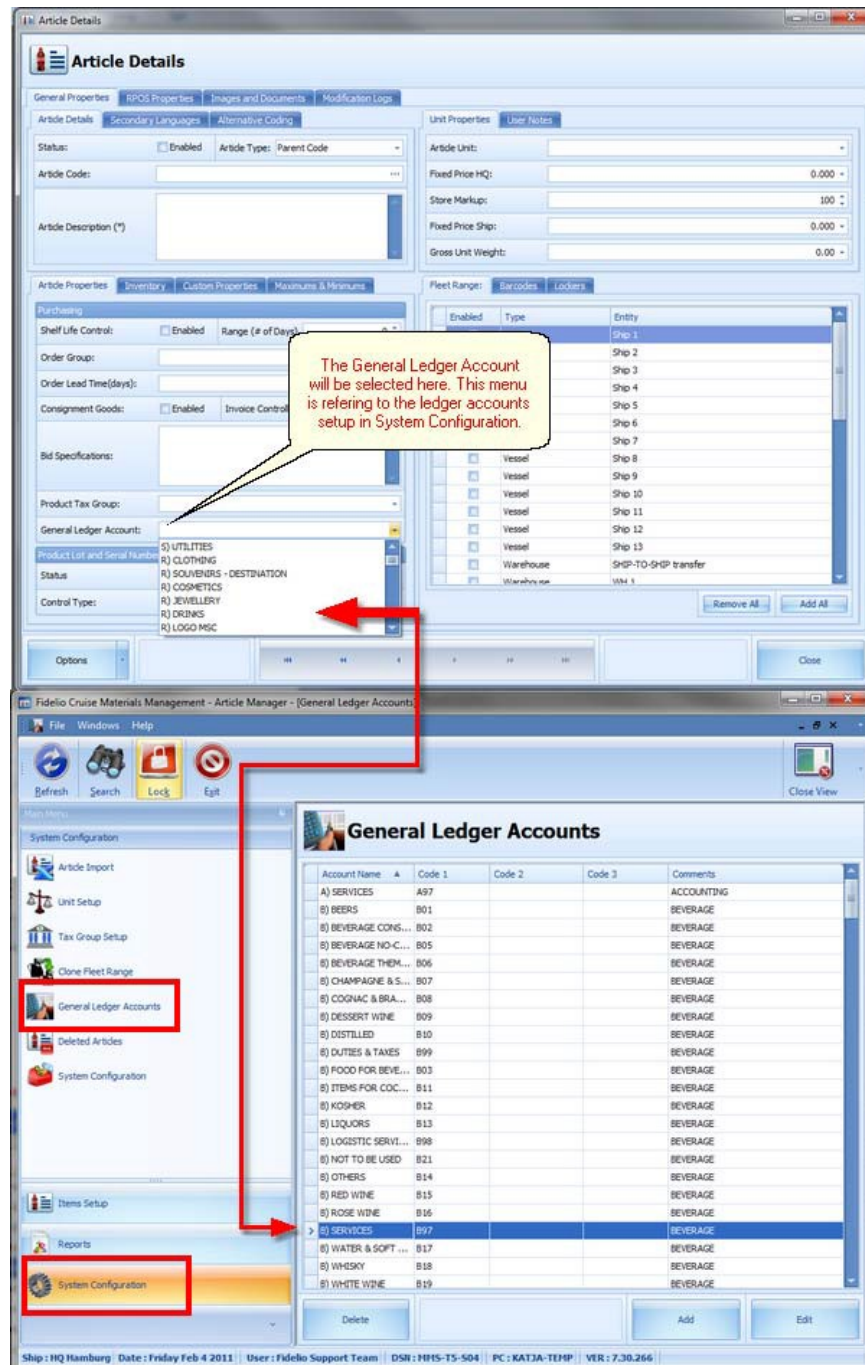 Article Details
Article Details
General Properties RPOS Properties Images and Documents Modification Logs
Article Details Secondary Languages Alternative Coding
Unit Properties User Notes
Status: Enabled Article Type: Parent Code
Article Unit:
Article Code:
Fixed Price HQ: 0.000
Store Markup: 100
Article Description (*)
Fixed Price Ship: 0.000
Gross Unit Weight: 0.00
Article Properties Inventory Custom Properties Maximums & Minimums
Fleet Range: Barcodes Lockers
Purchasing
Enabled Type Entity
Shelf Life Control: Enabled Range (# of Days)
Ship 1
Order Group:
Ship 2
Ship 3
Order Lead Time(days):
Ship 4
Consignment Goods: Enabled Invoice Control
Ship 5
Ship 6
The General Ledger Account
will be selected here. This menu
is refering to the ledger accounts
setup in System Configuration.
Ship 7
Bid Specifications:
Vessel Ship 8
Vessel Ship 9
Vessel Ship 10
Product Tax Group:
Vessel Ship 11
General Ledger Account:
Vessel Ship 12
Vessel Ship 13
Warehouse SHIP-TO-SHIP transfer
Warehouse WH 1
Product Lot and Serial Number
Status
Control Type:
S) UTILITIES
R) CLOTHING
R) SOUVENIRS - DESTINATION
R) COSMETICS
R) JEWELLERY
R) DRINKS
R) LOGO MSC
Remove All Add All
Options Close
Fidelio Cruise Materials Management - Article Manager - [General Ledger Accounts]
File Windows Help
Refresh Search Lock Exit Close View
Main Menu
System Configuration
Article Import
Unit Setup
Tax Group Setup
Clone Fleet Range
General Ledger Accounts
Deleted Articles
System Configuration
Items Setup
Reports
System Configuration
General Ledger Accounts
Account Name Code 1 Code 2 Code 3 Comments
A) SERVICES A97 ACCOUNTING
B) BEERS B01 BEVERAGE
B) BEVERAGE CONS... B02 BEVERAGE
B) BEVERAGE NO-C... B05 BEVERAGE
B) BEVERAGE THEM... B06 BEVERAGE
B) CHAMPAGNE & S... B07 BEVERAGE
B) COGNAC & BRA... B08 BEVERAGE
B) DESSERT WINE B09 BEVERAGE
B) DISTILLED B10 BEVERAGE
B) DUTIES & TAXES B99 BEVERAGE
B) FOOD FOR BEVE... B03 BEVERAGE
B) ITEMS FOR COC... B11 BEVERAGE
B) KOSHER B12 BEVERAGE
B) LIQUORS B13 BEVERAGE
B) LOGISTIC SERVI... B98 BEVERAGE
B) NOT TO BE USED B21 BEVERAGE
B) OTHERS B14 BEVERAGE
B) RED WINE B15 BEVERAGE
B) ROSE WINE B16 BEVERAGE
B) SERVICES B97 BEVERAGE
B) WATER & SOFT ... B17 BEVERAGE
B) WHISKY B18 BEVERAGE
B) WHITE WINE B19 BEVERAGE
Delete Add Edit
Ship : HQ Hamburg Date : Friday Feb 4 2011 User : Fidelio Support Team DSN : MMS-TS-S04 PC : KATJA-TEMP VER : 7.30.266